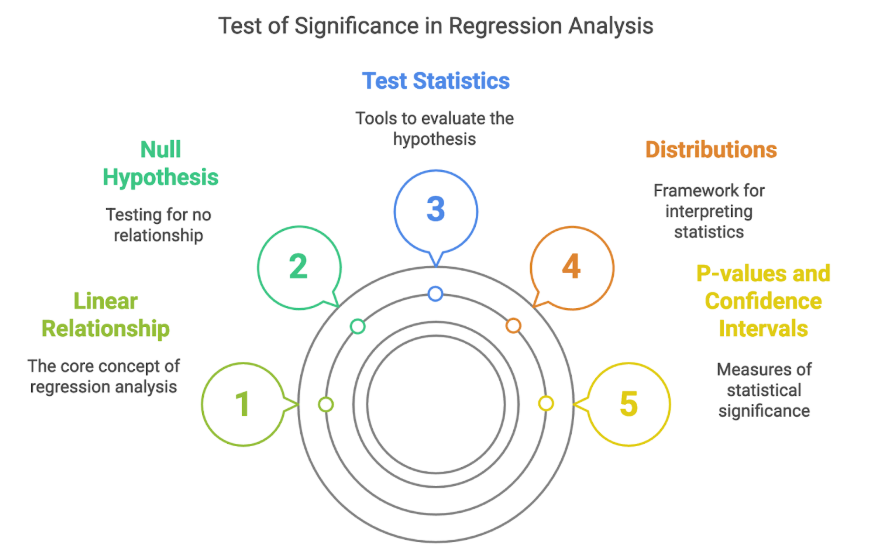 Test of Significance in Regression Analysis
Test Statistics
Tools to evaluate the
hypothesis
Null
Hypothesis
Testing for no
relationship
Distributions
Framework for
interpreting
statistics
Linear
Relationship
The core concept of
regression analysis
P-values and
Confidence
Intervals
Measures of
statistical
significance
1
2
3
4
5